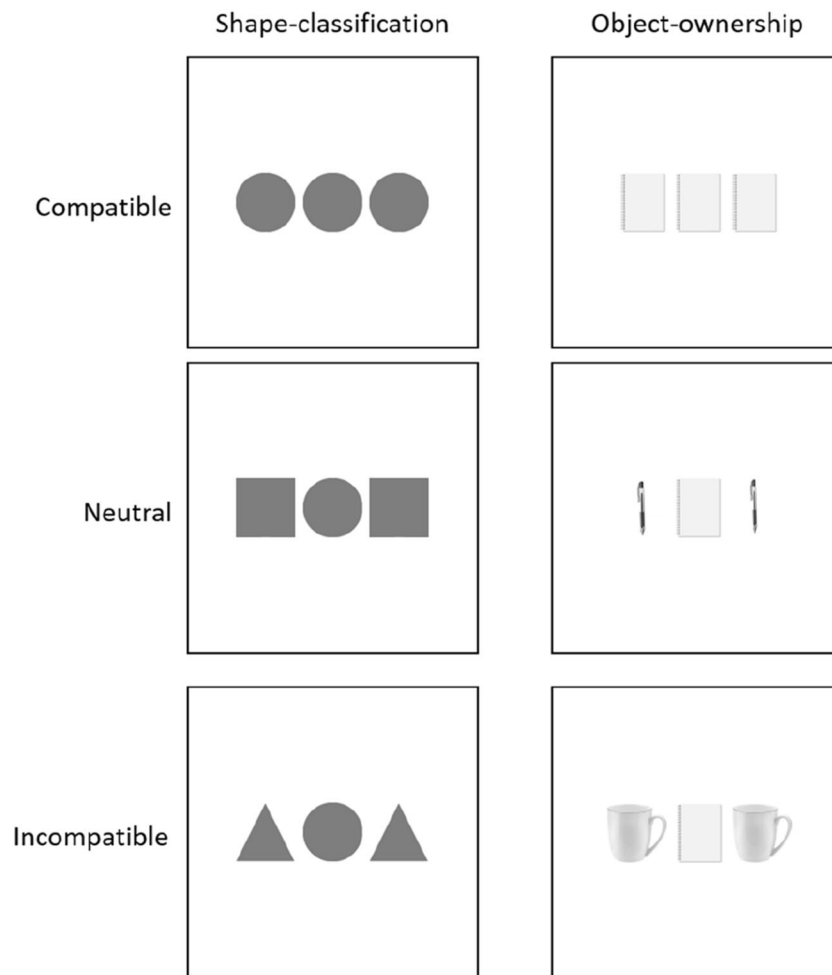 Shape-classification
Object-ownership
Compatible
Neutral
Incompatible